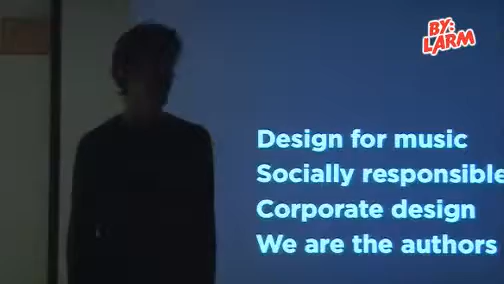 BY:
LARM
Design for music
Socially responsible
Corporate design
We are the authors